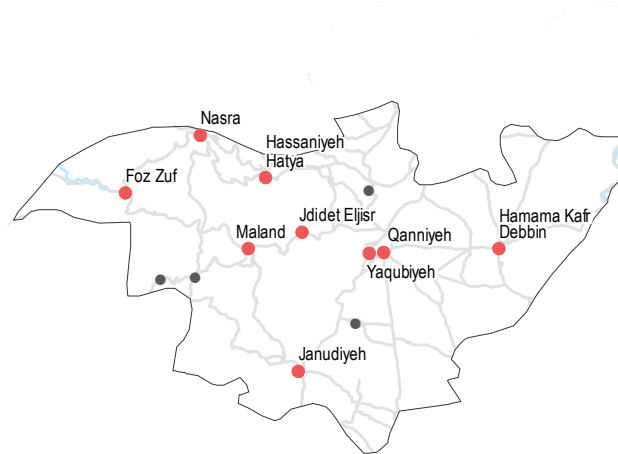 Nasra
Hassaniyeh
Hatya
Foz Zuf
Jdidet Eljisr
Hamama Kafr
Debbin
Maland
Qanniyeh
Yaqubiyeh
Janudiyeh